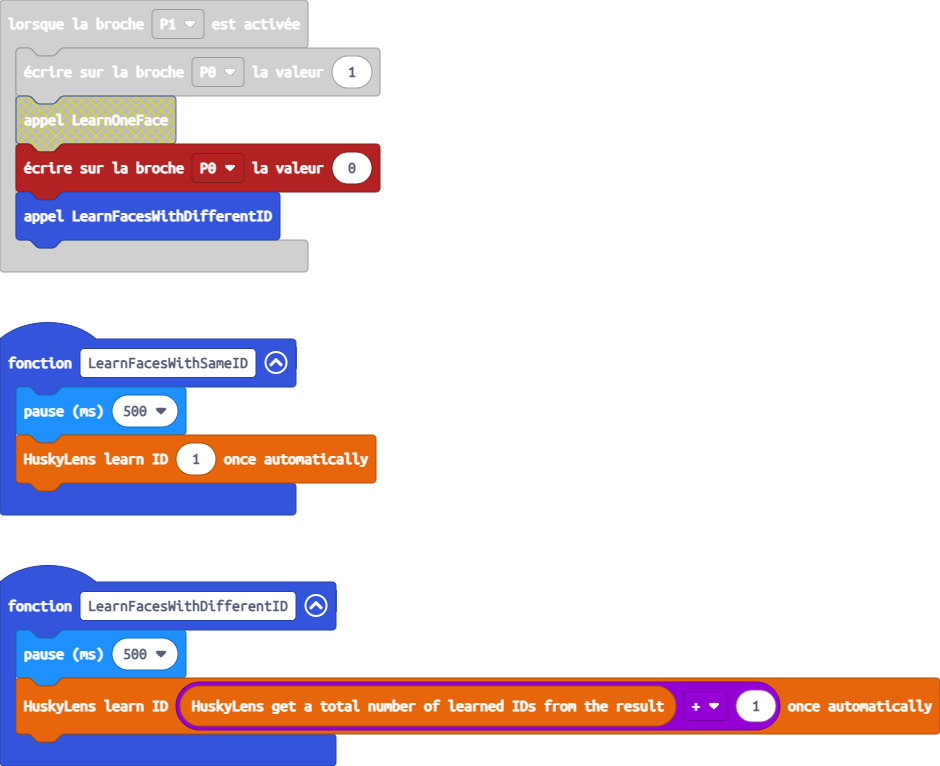 lorsque la broche P1 est activée
écrire sur la broche P0 la valeur 1
appel LearnOneFace
écrire sur la broche P0 la valeur 0
appel LearnFacesWithDifferentID
fonction LearnFacesWithSameID
pause (ms) 500
HuskyLens learn ID 1 once automatically
fonction LearnFacesWithDifferentID
pause (ms) 500
HuskyLens learn ID HuskyLens get a total number of learned IDs from the result + 1 once automatically